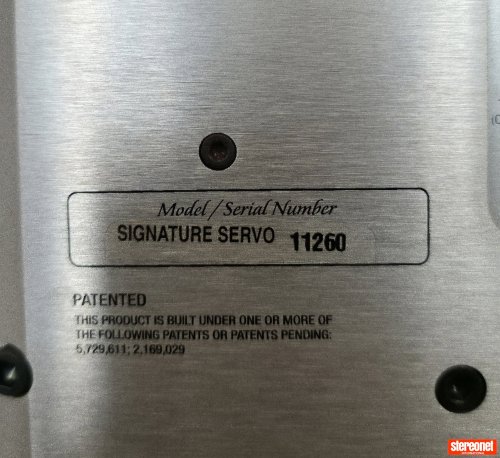 Model / Serial Number
SIGNATURE SERVO 11260
PATENTED
THIS PRODUCT IS BUILT UNDER ONE OR MORE OF
THE FOLLOWING PATENTS OR PATENTS PENDING:
5,729,611; 2,169,029
stereonet